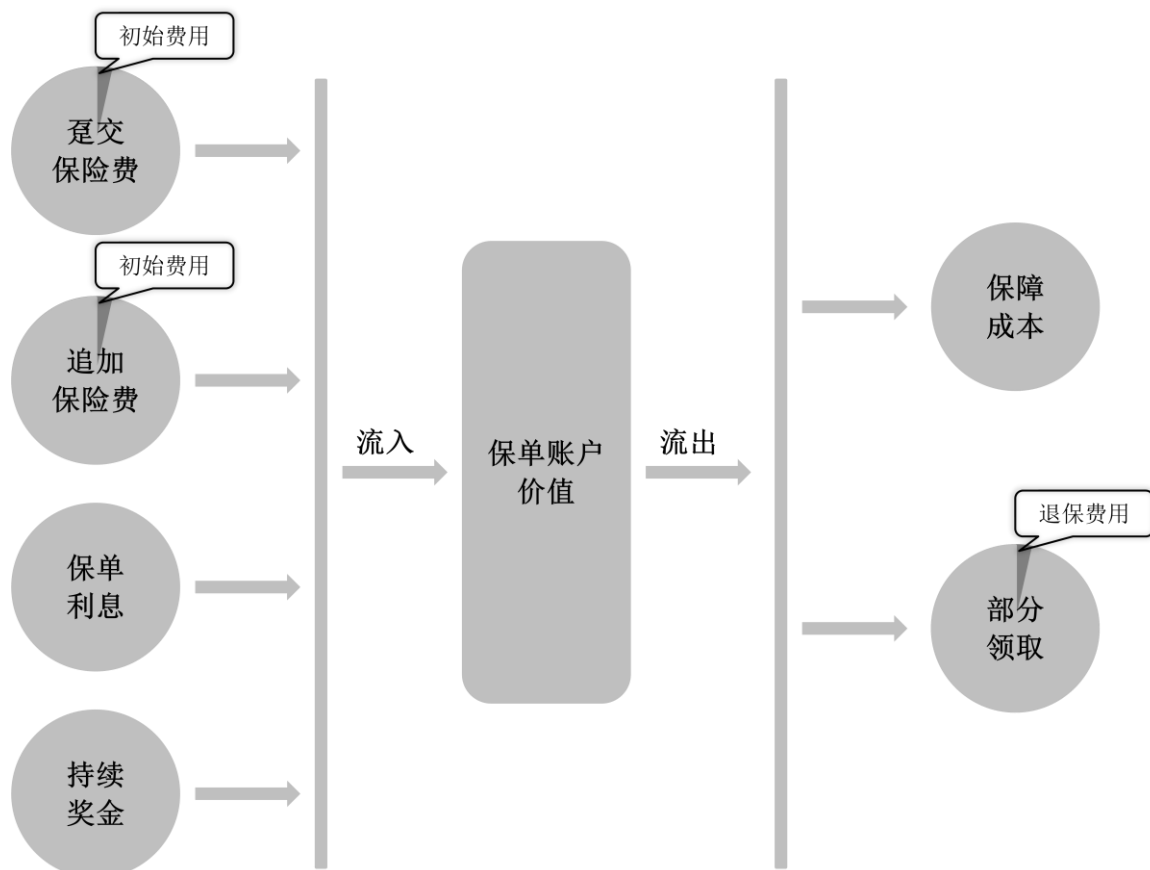 初始费用
趸交
保险费
初始费用
追加
保险费
保单
利息
持续
奖金
流入
保单账户
价值
流出
保障
成本
退保费用
部分
领取